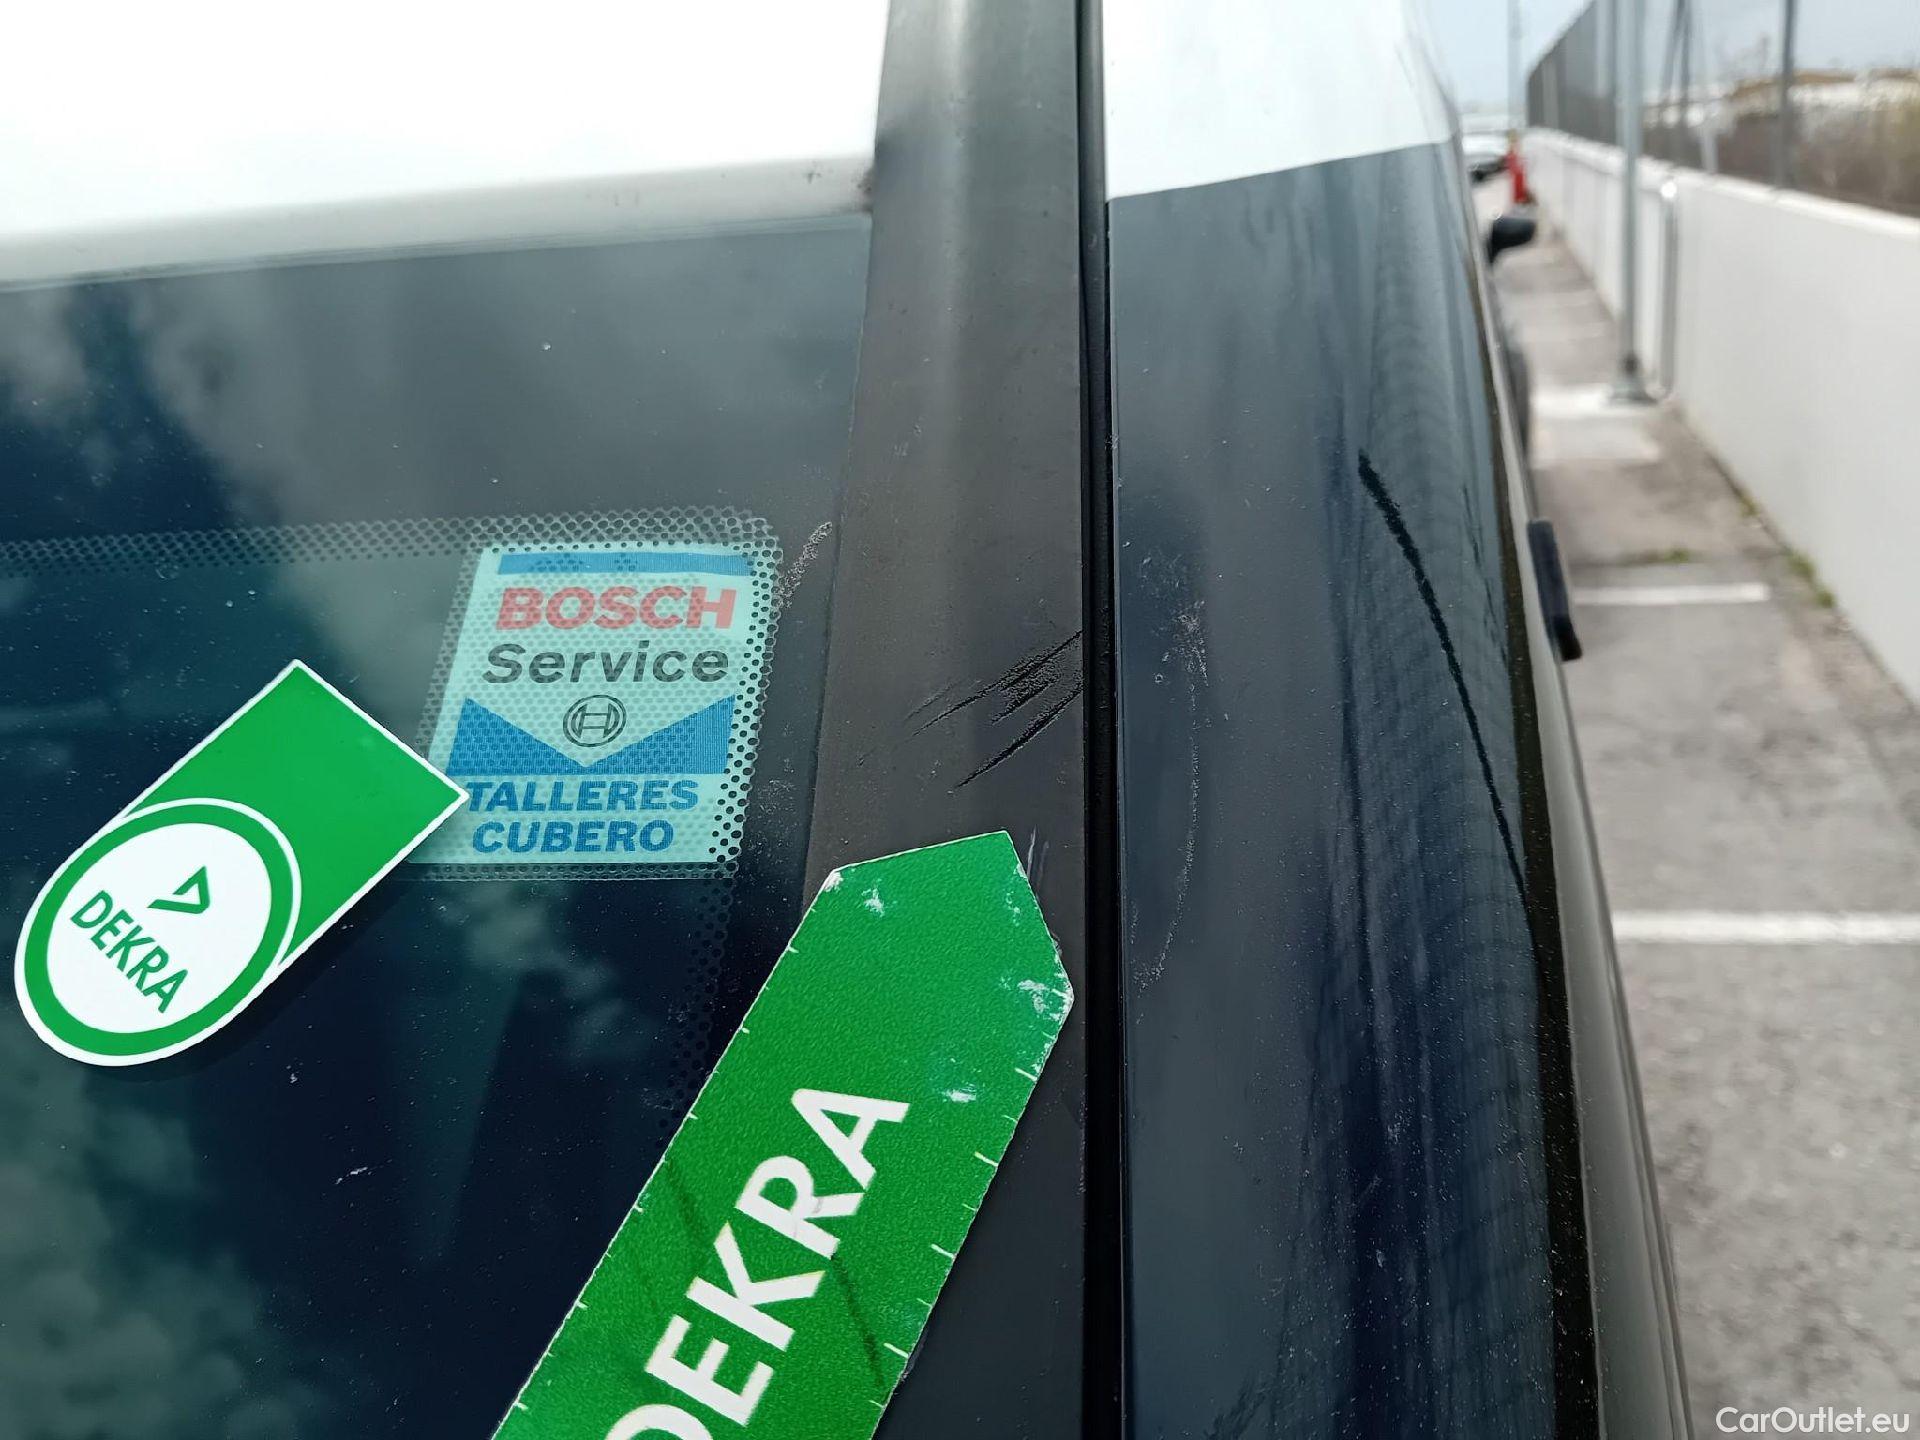 BOSCH
Service
TALLERES
CUBERO
DEKRA
DEKRA
CarOutlet.eu